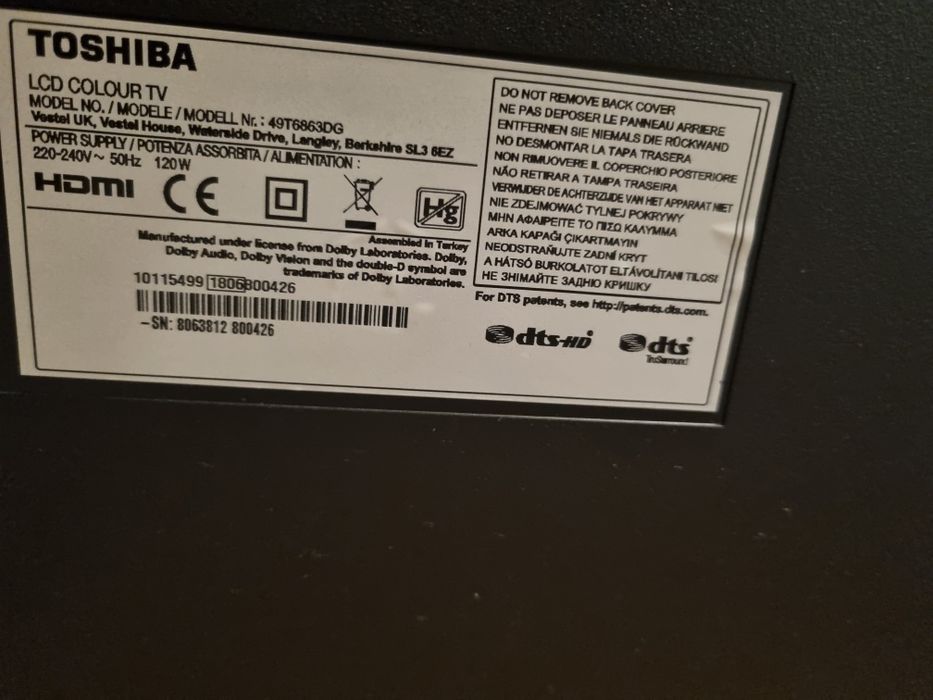 TOSHIBA
LCD COLOUR TV
MODEL NO. / MODELE / MODELL Nr. : 49T6863DG
Vestel UK, Vestel House, Waterside Drive, Langley, Berkshire SL3 6EZ
POWER SUPPLY / POTENZA ASSORBITA / ALIMENTATION :
220-240V ~ 50Hz 120W
HDMI CE Hg
Assembled in Turkey
Manufactured under license from Dolby Laboratories. Dolby,
Dolby Audio, Dolby Vision and the double-D symbol are
trademarks of Dolby Laboratories.
10115499 1806800426
-SN: 8063812 800426
DO NOT REMOVE BACK COVER
NE PAS DEPOSER LE PANNEAU ARRIERE
ENTFERNEN SIE NIEMALS DIE RÜCKWAND
NO DESMONTAR LA TAPA TRASERA
NON RIMUOVERE IL COPERCHIO POSTERIORE
NÃO RETIRAR A TAMPA TRASEIRA
VERWIJDER DE ACHTERZIJDE VAN HET APPARAAT NIET
NIE ZDEJMOWAĆ TYLNEJ POKRYWY
ΜΗΝ ΑΦΑΙΡΕΙΤΕ ΤΟ ΠΙΣΩ ΚΑΛΥΜΜΑ
ARKA KAPAĞI ÇIKARTMAYIN
NEODSTRAŇUJTE ZADNÍ KRYT
A HÁTSÓ BURKOLATOT ELTÁVOLÍTANI TILOS!
НЕ ЗНІМАЙТЕ ЗАДНЮ КРИШКУ
For DTS patents, see http://patents.dts.com.
dts-HD dts
TruSurround